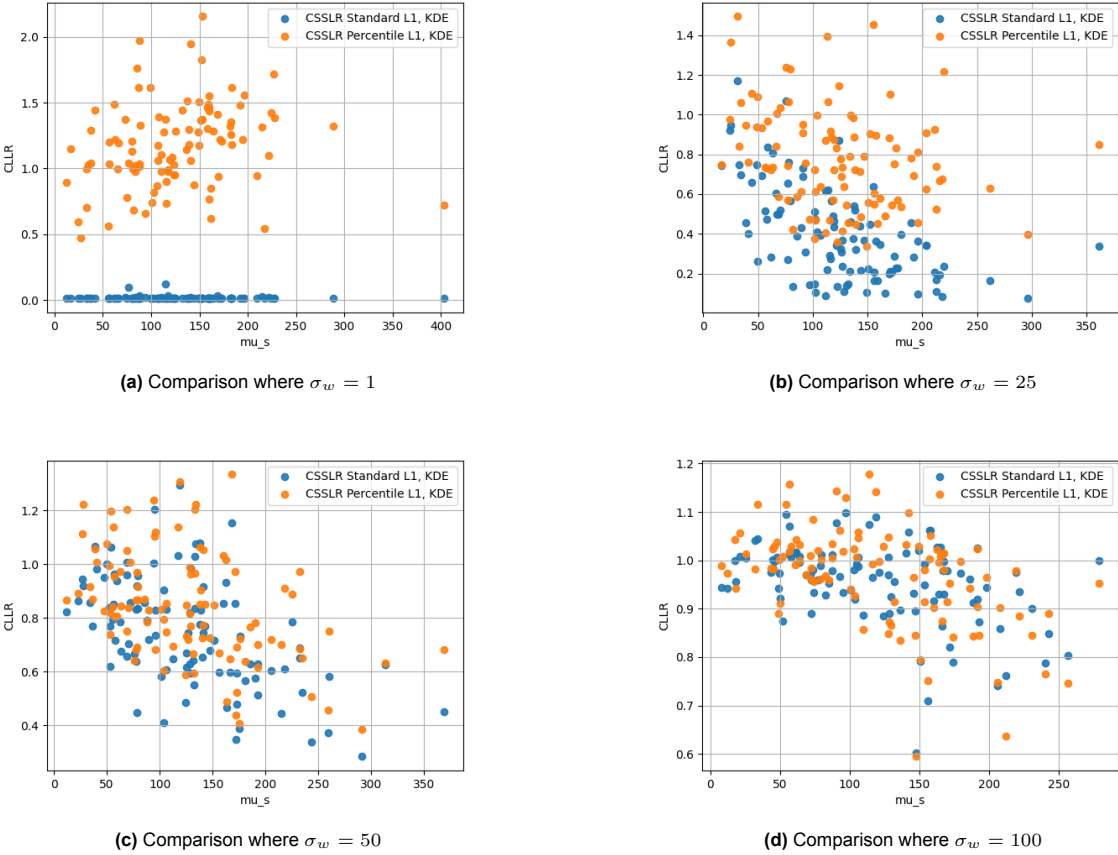 CSSLR Standard L1, KDE
CSSLR Percentile L1, KDE
2.0
1.5
1.0
0.5
0.0
CLLR
0 50 100 150 200 250 300 350 400
mu_s
(a) Comparison where σw = 1
CSSLR Standard L1, KDE
CSSLR Percentile L1, KDE
1.4
1.2
1.0
0.8
0.6
0.4
0.2
CLLR
0 50 100 150 200 250 300 350
mu_s
(b) Comparison where σw = 25
CSSLR Standard L1, KDE
CSSLR Percentile L1, KDE
1.2
1.0
0.8
0.6
0.4
CLLR
0 50 100 150 200 250 300 350
mu_s
(c) Comparison where σw = 50
CSSLR Standard L1, KDE
CSSLR Percentile L1, KDE
1.2
1.1
1.0
0.9
0.8
0.7
0.6
CLLR
0 50 100 150 200 250
mu_s
(d) Comparison where σw = 100